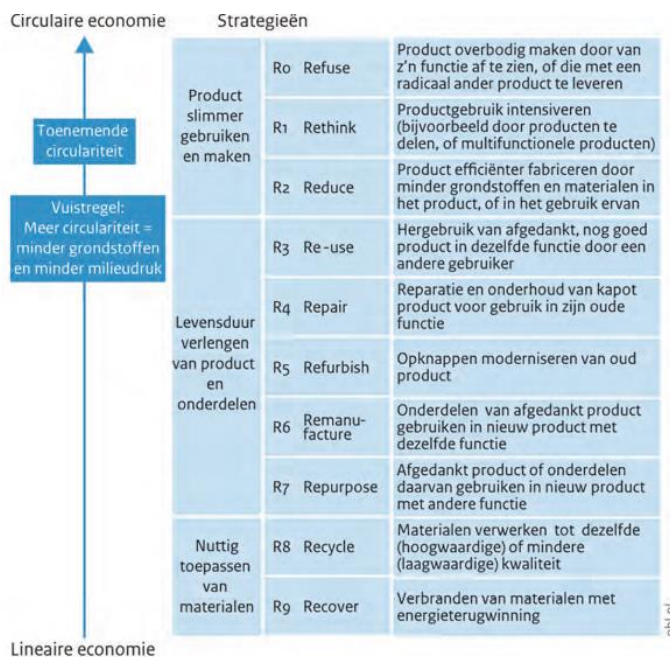 Circulaire economie
Strategieën
Toenemende
circulariteit
Vuistregel:
Meer circulariteit =
minder grondstoffen
en minder milieudruk
Lineaire economie
Product
slimmer
gebruiken
en maken
R0 Refuse
Product overbodig maken door van
z'n functie af te zien, of die met een
radicaal ander product te leveren
R1 Rethink
Productgebruik intensiveren
(bijvoorbeeld door producten te
delen, of multifunctionele producten)
R2 Reduce
Product efficiënter fabriceren door
minder grondstoffen en materialen in
het product, of in het gebruik ervan
Levensduur
verlengen
van product
en
onderdelen
R3 Re-use
Hergebruik van afgedankt, nog goed
product in dezelfde functie door een
andere gebruiker
R4 Repair
Reparatie en onderhoud van kapot
product voor gebruik in zijn oude
functie
R5 Refurbish
Opknappen moderniseren van oud
product
R6 Remanu-
facture
Onderdelen van afgedankt product
gebruiken in nieuw product met
dezelfde functie
R7 Repurpose
Afgedankt product of onderdelen
daarvan gebruiken in nieuw product
met andere functie
Nuttig
toepassen
van
materialen
R8 Recycle
Materialen verwerken tot dezelfde
(hoogwaardige) of mindere
(laagwaardige) kwaliteit
R9 Recover
Verbranden van materialen met
energieterugwinning